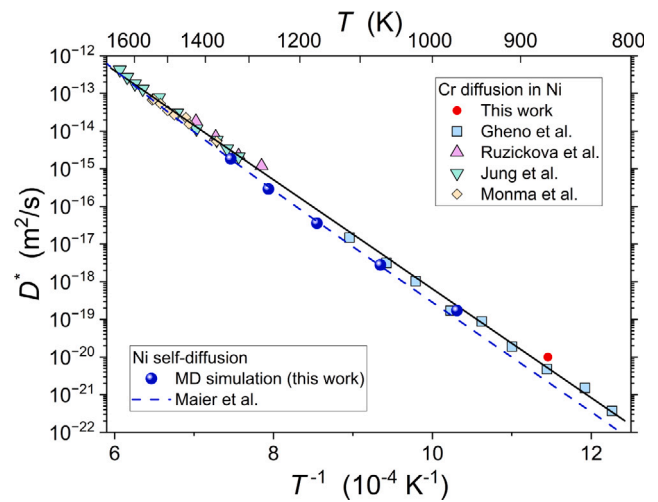 T (K)
1600 1400 1200 1000 900 800
Cr diffusion in Ni
This work
Gheno et al.
Ruzickova et al.
Jung et al.
Monma et al.
D* (m²/s)
10⁻¹²
10⁻¹³
10⁻¹⁴
10⁻¹⁵
10⁻¹⁶
10⁻¹⁷
10⁻¹⁸
10⁻¹⁹
10⁻²⁰
10⁻²¹
10⁻²²
Ni self-diffusion
MD simulation (this work)
Maier et al.
6 8 10 12
T⁻¹ (10⁻⁴ K⁻¹)